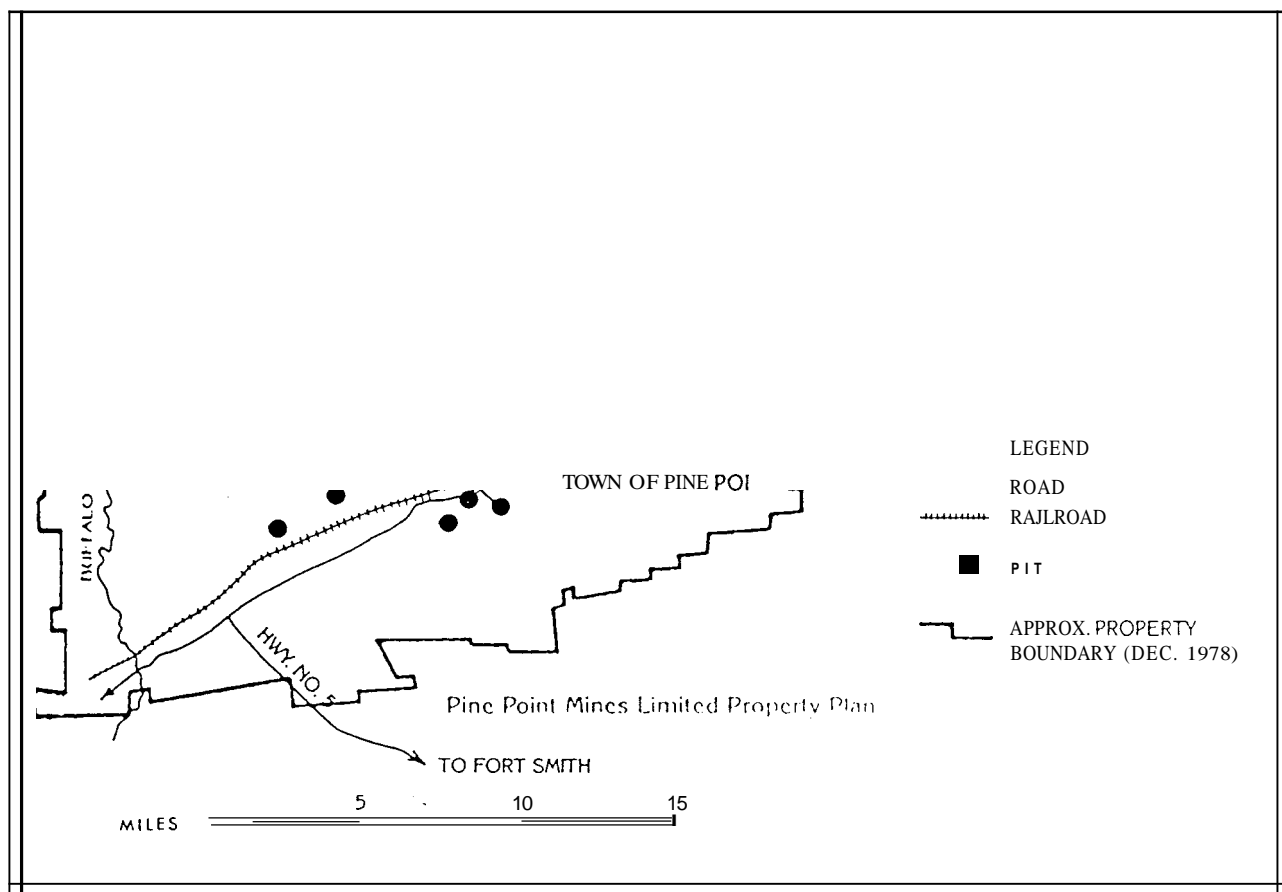 LEGEND
TOWN OF PINE POI
ROAD
RAJLROAD
PIT
BUFFALO
APPROX. PROPERTY
BOUNDARY (DEC. 1978)
HWY. NO. 5
Pine Point Mines Limited Property Plan
TO FORT SMITH
5 10 15
MILES